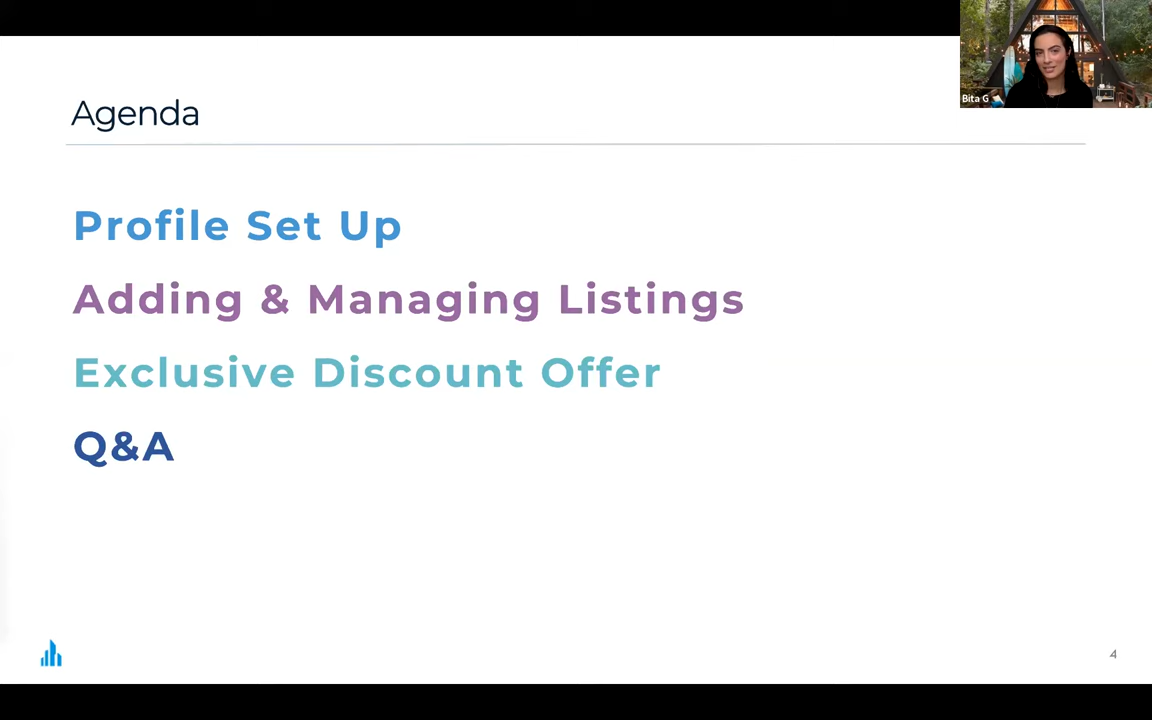 Bita G
Agenda
Profile Set Up
Adding & Managing Listings
Exclusive Discount Offer
Q&A
4